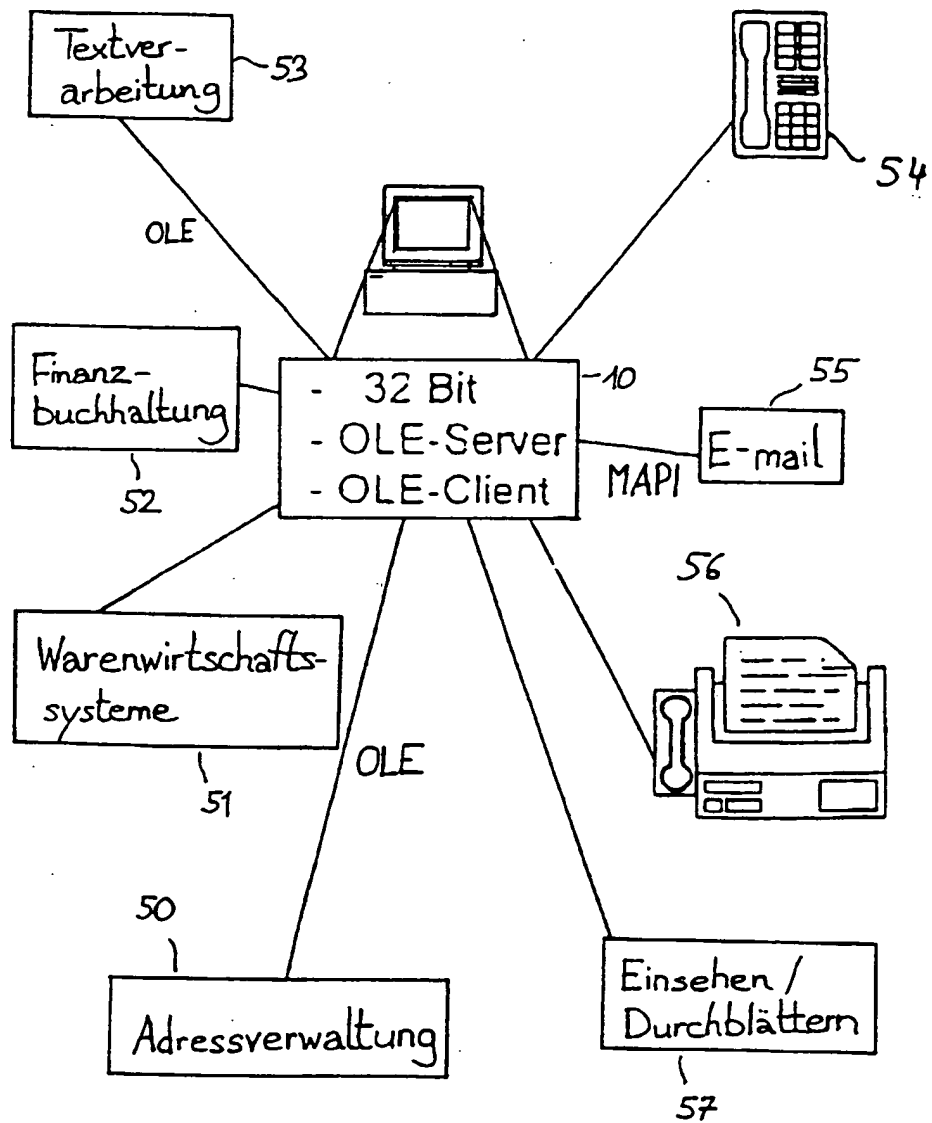 Textver-
arbeitung
53
54
OLE
Finanz-
buchhaltung
52
- 32 Bit
- OLE-Server
- OLE-Client
10
55
E-mail
MAPI
56
Warenwirtschafts-
systeme
51
OLE
50
Adressverwaltung
Einsehen /
Durchblättern
57